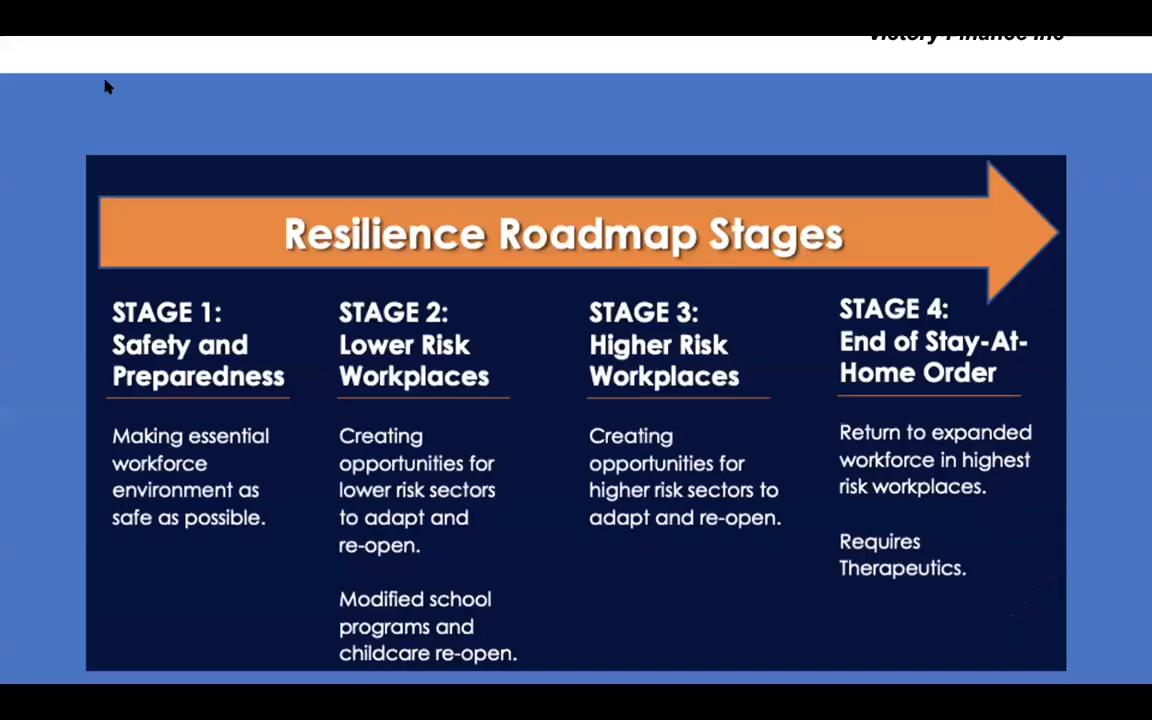 Victory Finance Inc
Resilience Roadmap Stages
STAGE 1:
Safety and
Preparedness
Making essential
workforce
environment as
safe as possible.
STAGE 2:
Lower Risk
Workplaces
Creating
opportunities for
lower risk sectors
to adapt and
re-open.
Modified school
programs and
childcare re-open.
STAGE 3:
Higher Risk
Workplaces
Creating
opportunities for
higher risk sectors to
adapt and re-open.
STAGE 4:
End of Stay-At-
Home Order
Return to expanded
workforce in highest
risk workplaces.
Requires
Therapeutics.